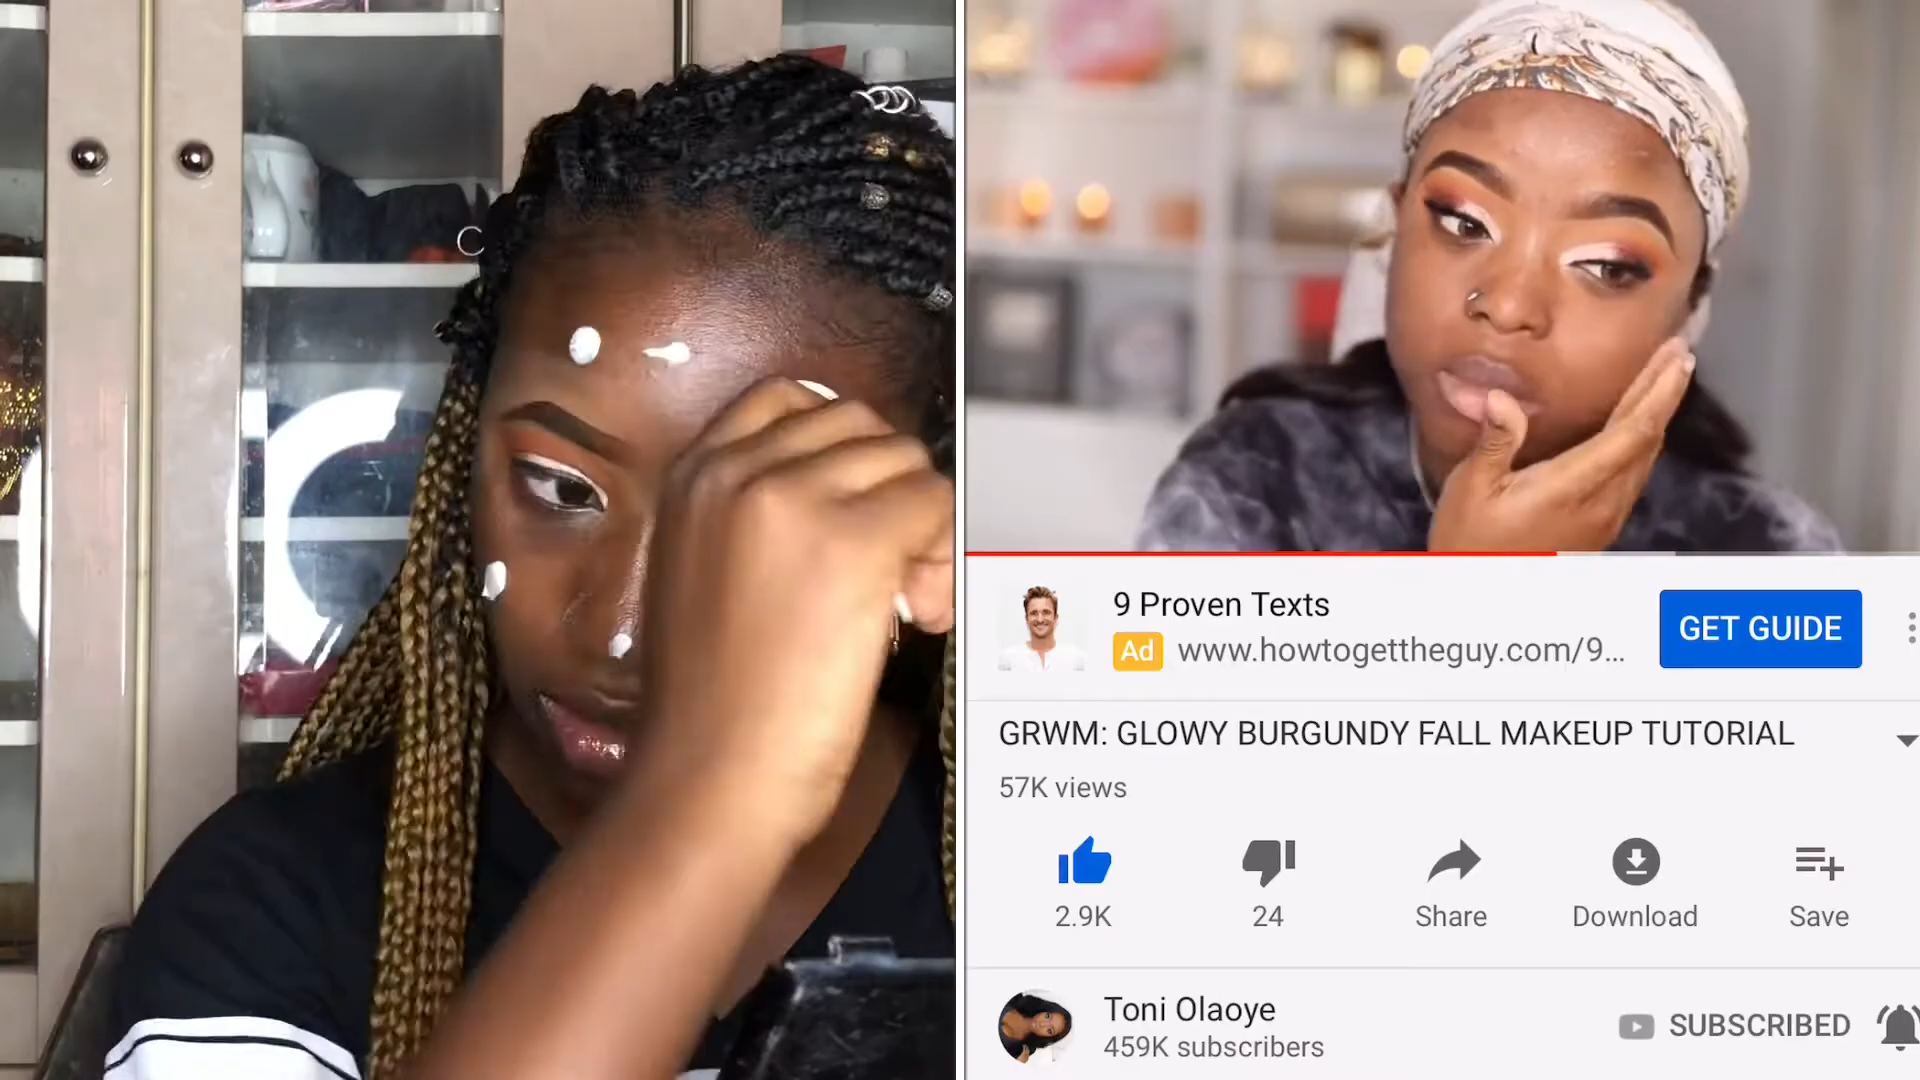 9 Proven Texts
Ad www.howtogettheguy.com/9...
GET GUIDE
GRWM: GLOWY BURGUNDY FALL MAKEUP TUTORIAL
57K views
2.9K
24
Share
Download
Save
Toni Olaoye
459K subscribers
SUBSCRIBED